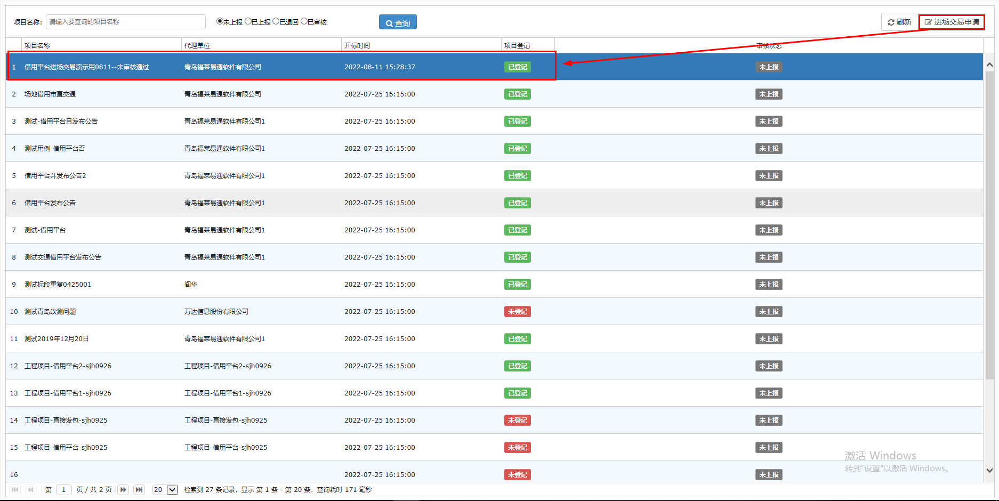 项目名称: 请输入要查询的项目名称 未上报 已上报 已退回 已审核 查询 刷新 进场交易申请
项目名称 代理单位 开标时间 项目登记 审核状态
1 借用平台进场交易演示用0811--未审核通过 青岛福莱易通软件有限公司 2022-08-11 15:28:37 已登记 未上报
2 场地借用市直交通 青岛福莱易通软件有限公司 2022-07-25 16:15:00 已登记 未上报
3 测试-借用平台且发布公告 青岛福莱易通软件有限公司1 2022-07-25 16:15:00 已登记 未上报
4 测试用例-借用平台否 青岛福莱易通软件有限公司1 2022-07-25 16:15:00 已登记 未上报
5 借用平台并发布公告2 青岛福莱易通软件有限公司1 2022-07-25 16:15:00 已登记 未上报
6 借用平台发布公告 青岛福莱易通软件有限公司1 2022-07-25 16:15:00 已登记 未上报
7 测试-借用平台 青岛福莱易通软件有限公司1 2022-07-25 16:15:00 已登记 未上报
8 测试交通借用平台发布公告 青岛福莱易通软件有限公司1 2022-07-25 16:15:00 已登记 未上报
9 测试标段重复0425001 阎华 2022-07-25 16:15:00 已登记 未上报
10 测试青岛软测问题 万达信息股份有限公司 2022-07-25 16:15:00 未登记 未上报
11 测试2019年12月20日 青岛福莱易通软件有限公司1 2022-07-25 16:15:00 已登记 未上报
12 工程项目-借用平台2-sjh0926 工程项目-借用平台2-sjh0926 2022-07-25 16:15:00 已登记 未上报
13 工程项目-借用平台1-sjh0926 工程项目-借用平台1-sjh0926 2022-07-25 16:15:00 已登记 未上报
14 工程项目-直接发包-sjh0925 工程项目-直接发包-sjh0925 2022-07-25 16:15:00 未登记 未上报
15 工程项目-借用平台-sjh0925 工程项目-借用平台-sjh0925 2022-07-25 16:15:00 未登记 未上报
激活 Windows
转到"设置"以激活 Windows。
16 2022-07-25 16:15:00 未登记 未上报
第 1 页 / 共 2 页 20 检索到 27 条记录，显示 第 1 条 - 第 20 条，查询耗时 171 毫秒